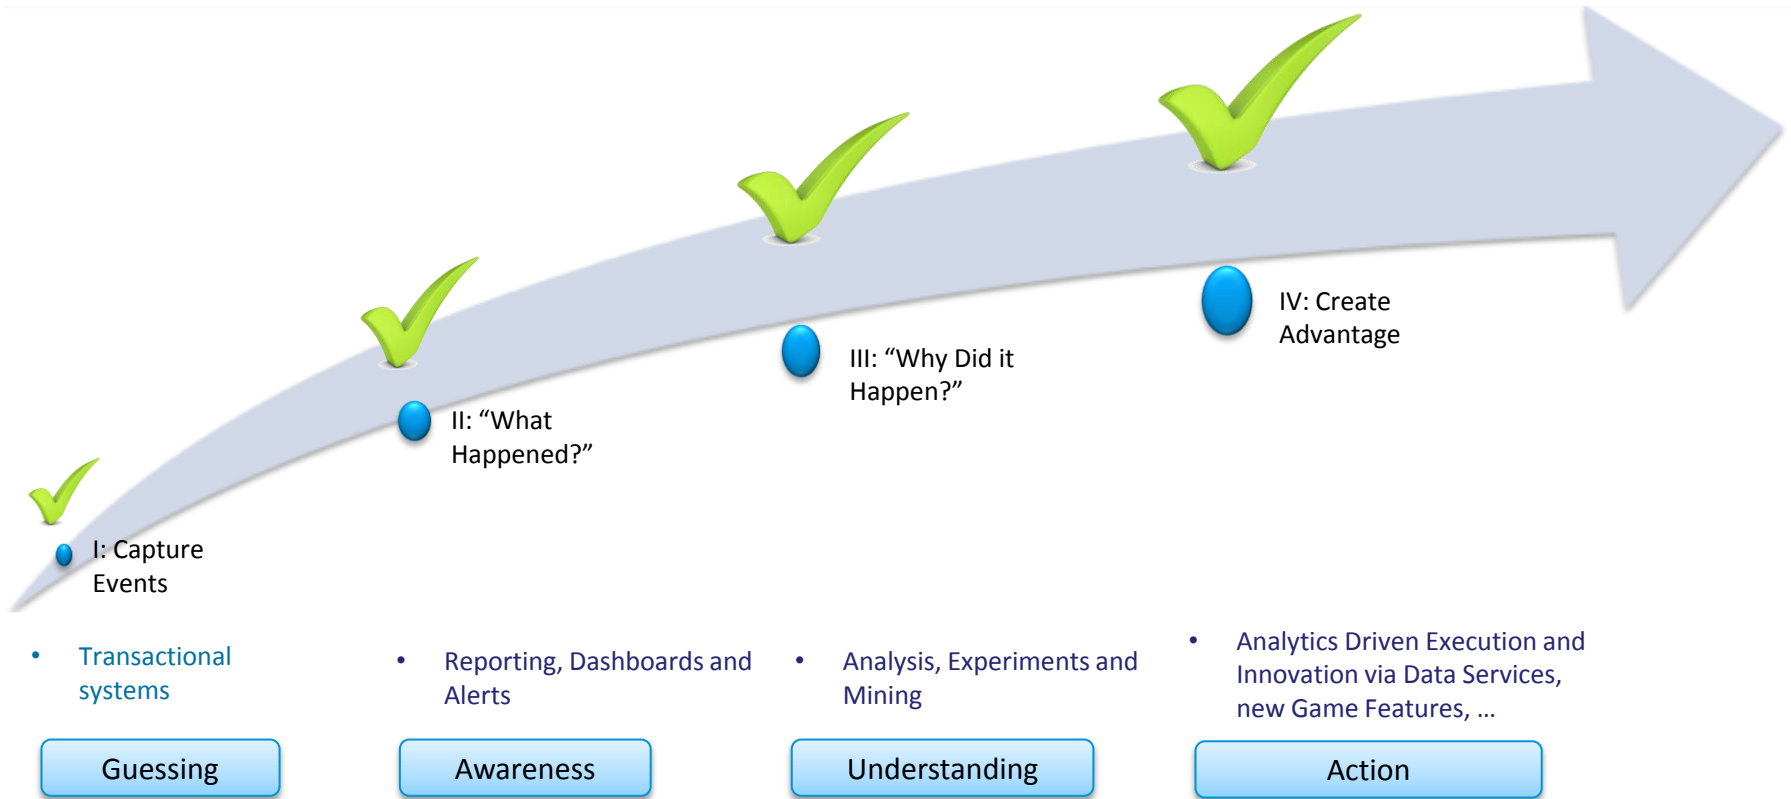 IV: Create
Advantage
III: “Why Did it
Happen?”
II: “What
Happened?”
I: Capture
Events
• Transactional
systems
• Reporting, Dashboards and
Alerts
• Analysis, Experiments and
Mining
• Analytics Driven Execution and
Innovation via Data Services,
new Game Features, ...
Guessing
Awareness
Understanding
Action